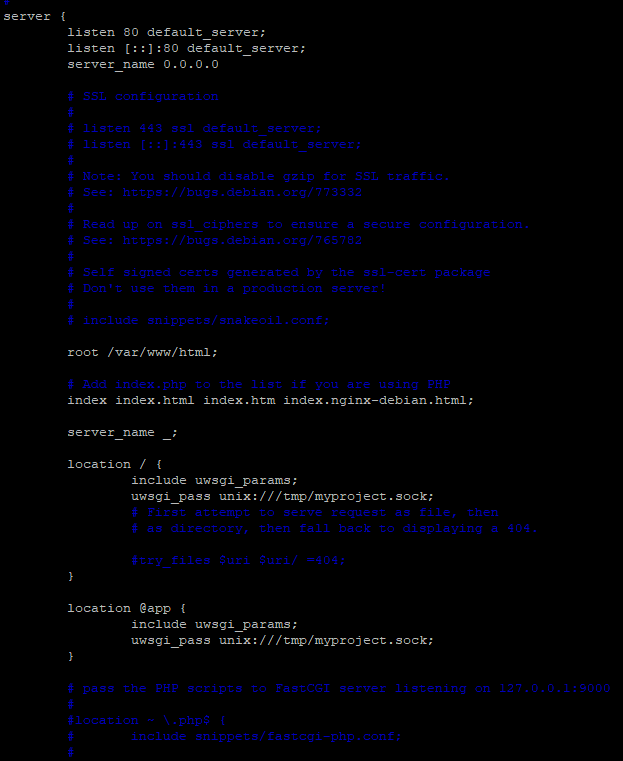 #
server {
        listen 80 default_server;
        listen [::]:80 default_server;
        server_name 0.0.0.0

        # SSL configuration
        #
        # listen 443 ssl default_server;
        # listen [::]:443 ssl default_server;
        #
        # Note: You should disable gzip for SSL traffic.
        # See: https://bugs.debian.org/773332
        #
        # Read up on ssl_ciphers to ensure a secure configuration.
        # See: https://bugs.debian.org/765782
        #
        # Self signed certs generated by the ssl-cert package
        # Don't use them in a production server!
        #
        # include snippets/snakeoil.conf;

        root /var/www/html;

        # Add index.php to the list if you are using PHP
        index index.html index.htm index.nginx-debian.html;

        server_name _;

        location / {
                include uwsgi_params;
                uwsgi_pass unix:///tmp/myproject.sock;
                # First attempt to serve request as file, then
                # as directory, then fall back to displaying a 404.

                #try_files $uri $uri/ =404;
        }

        location @app {
                include uwsgi_params;
                uwsgi_pass unix:///tmp/myproject.sock;
        }

        # pass the PHP scripts to FastCGI server listening on 127.0.0.1:9000
        #
        #location ~ \.php$ {
        #       include snippets/fastcgi-php.conf;
        #